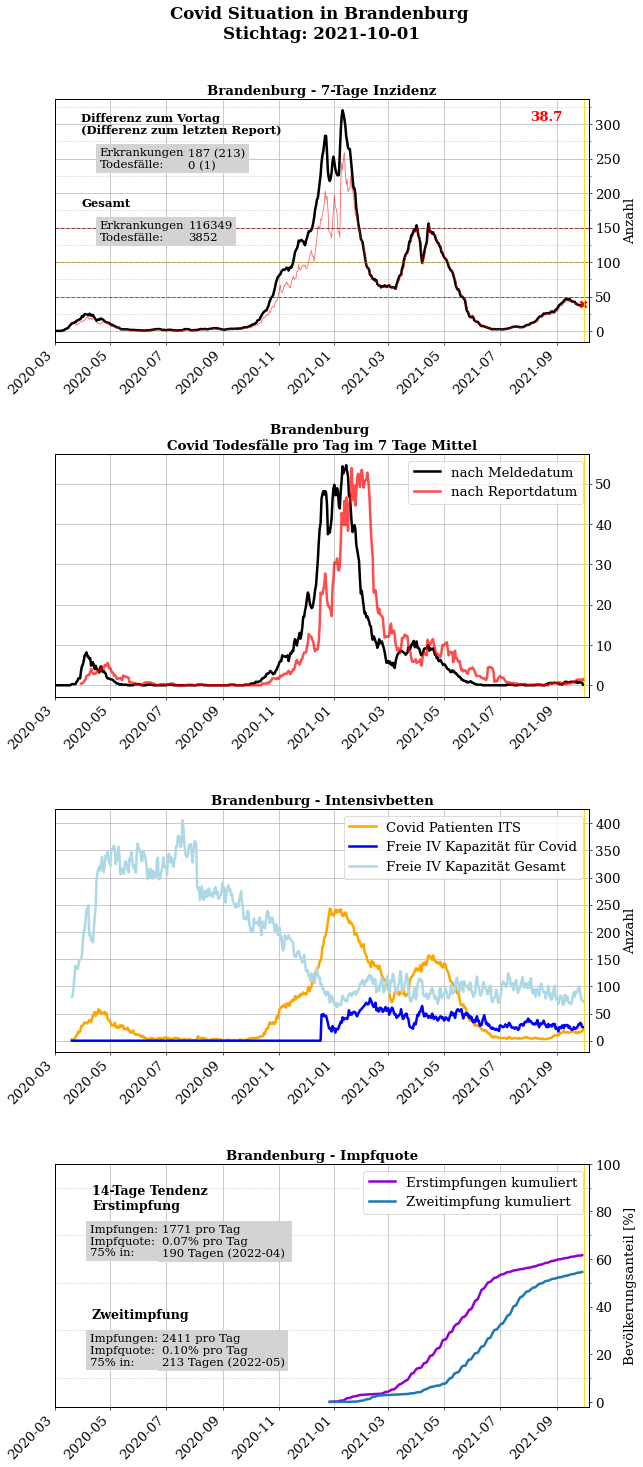 Covid Situation in Brandenburg
Stichtag: 2021-10-01
Brandenburg - 7-Tage Inzidenz
Differenz zum Vortag
(Differenz zum letzten Report)
Erkrankungen 187 (213)
Todesfälle: 0 (1)
Gesamt
Erkrankungen 116349
Todesfälle: 3852
38.7
300
250
200
150
100
50
0
Anzahl
2020-03
2020-05
2020-07
2020-09
2020-11
2021-01
2021-03
2021-05
2021-07
2021-09
Brandenburg
Covid Todesfälle pro Tag im 7 Tage Mittel
nach Meldedatum
nach Reportdatum
50
40
30
20
10
0
2020-03
2020-05
2020-07
2020-09
2020-11
2021-01
2021-03
2021-05
2021-07
2021-09
Brandenburg - Intensivbetten
Covid Patienten ITS
Freie IV Kapazität für Covid
Freie IV Kapazität Gesamt
400
350
300
250
200
150
100
50
0
Anzahl
2020-03
2020-05
2020-07
2020-09
2020-11
2021-01
2021-03
2021-05
2021-07
2021-09
Brandenburg - Impfquote
14-Tage Tendenz
Erstimpfung
Impfungen: 1771 pro Tag
Impfquote: 0.07% pro Tag
75% in: 190 Tagen (2022-04)
Zweitimpfung
Impfungen: 2411 pro Tag
Impfquote: 0.10% pro Tag
75% in: 213 Tagen (2022-05)
Erstimpfungen kumuliert
Zweitimpfung kumuliert
100
80
60
40
20
0
Bevölkerungsanteil [%]
2020-03
2020-05
2020-07
2020-09
2020-11
2021-01
2021-03
2021-05
2021-07
2021-09